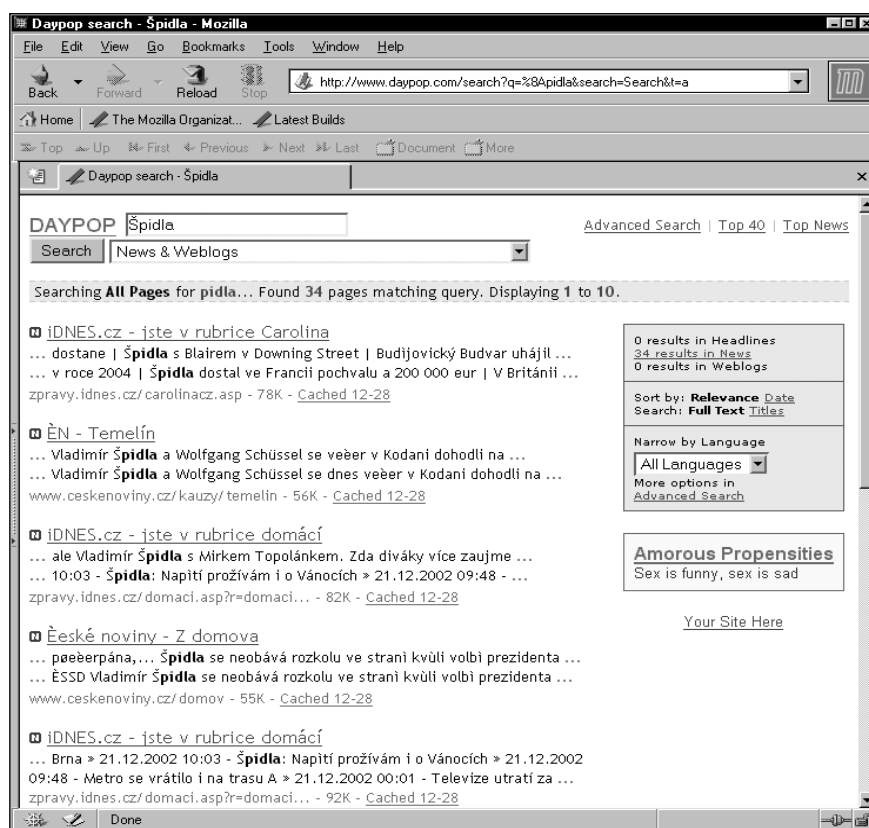 Daypop search - Špidla - Mozilla
File Edit View Go Bookmarks Tools Window Help
Back Forward Reload Stop http://www.daypop.com/search?q=%8Apidla&search=Search&t=a
Home The Mozilla Organizat... Latest Builds
Top Up First Previous Next Last Document More
Daypop search - Špidla
DAYPOP Špidla Advanced Search | Top 40 | Top News
Search News & Weblogs
Searching All Pages for pidla... Found 34 pages matching query. Displaying 1 to 10.
iDNES.cz - jste v rubrice Carolina
... dostane | Špidla s Blairem v Downing Street | Budìjovický Budvar uhájil ...
... v roce 2004 | Špidla dostal ve Francii pochvalu a 200 000 eur | V Británii ...
zpravy.idnes.cz/carolinacz.asp - 78K - Cached 12-28
ÈN - Temelín
... Vladimír Špidla a Wolfgang Schüssel se veèer v Kodani dohodli na ...
... Vladimír Špidla a Wolfgang Schüssel se dnes veèer v Kodani dohodli na ...
www.ceskenoviny.cz/kauzy/temelin - 56K - Cached 12-28
iDNES.cz - jste v rubrice domácí
... ale Vladimír Špidla s Mirkem Topolánkem. Zda diváky více zaujme ...
... 10:03 - Špidla: Napìtí prožívám i o Vánocích » 21.12.2002 09:48 - ...
zpravy.idnes.cz/domaci.asp?r=domaci... - 82K - Cached 12-28
Èeské noviny - Z domova
... pøeèerpána,... Špidla se neobává rozkolu ve stranì kvùli volbì prezidenta ...
... ÈSSD Vladimír Špidla se neobává rozkolu ve stranì kvùli volbì prezidenta ...
www.ceskenoviny.cz/domov - 55K - Cached 12-28
iDNES.cz - jste v rubrice domácí
... Brna » 21.12.2002 10:03 - Špidla: Napìtí prožívám i o Vánocích » 21.12.2002
09:48 - Metro se vrátilo i na trasu A » 21.12.2002 00:01 - Televize utratí za ...
zpravy.idnes.cz/domaci.asp?r=domaci... - 92K - Cached 12-28
0 results in Headlines
34 results in News
0 results in Weblogs
Sort by: Relevance Date
Search: Full Text Titles
Narrow by Language
All Languages
More options in
Advanced Search
Amorous Propensities
Sex is funny, sex is sad
Your Site Here
Done